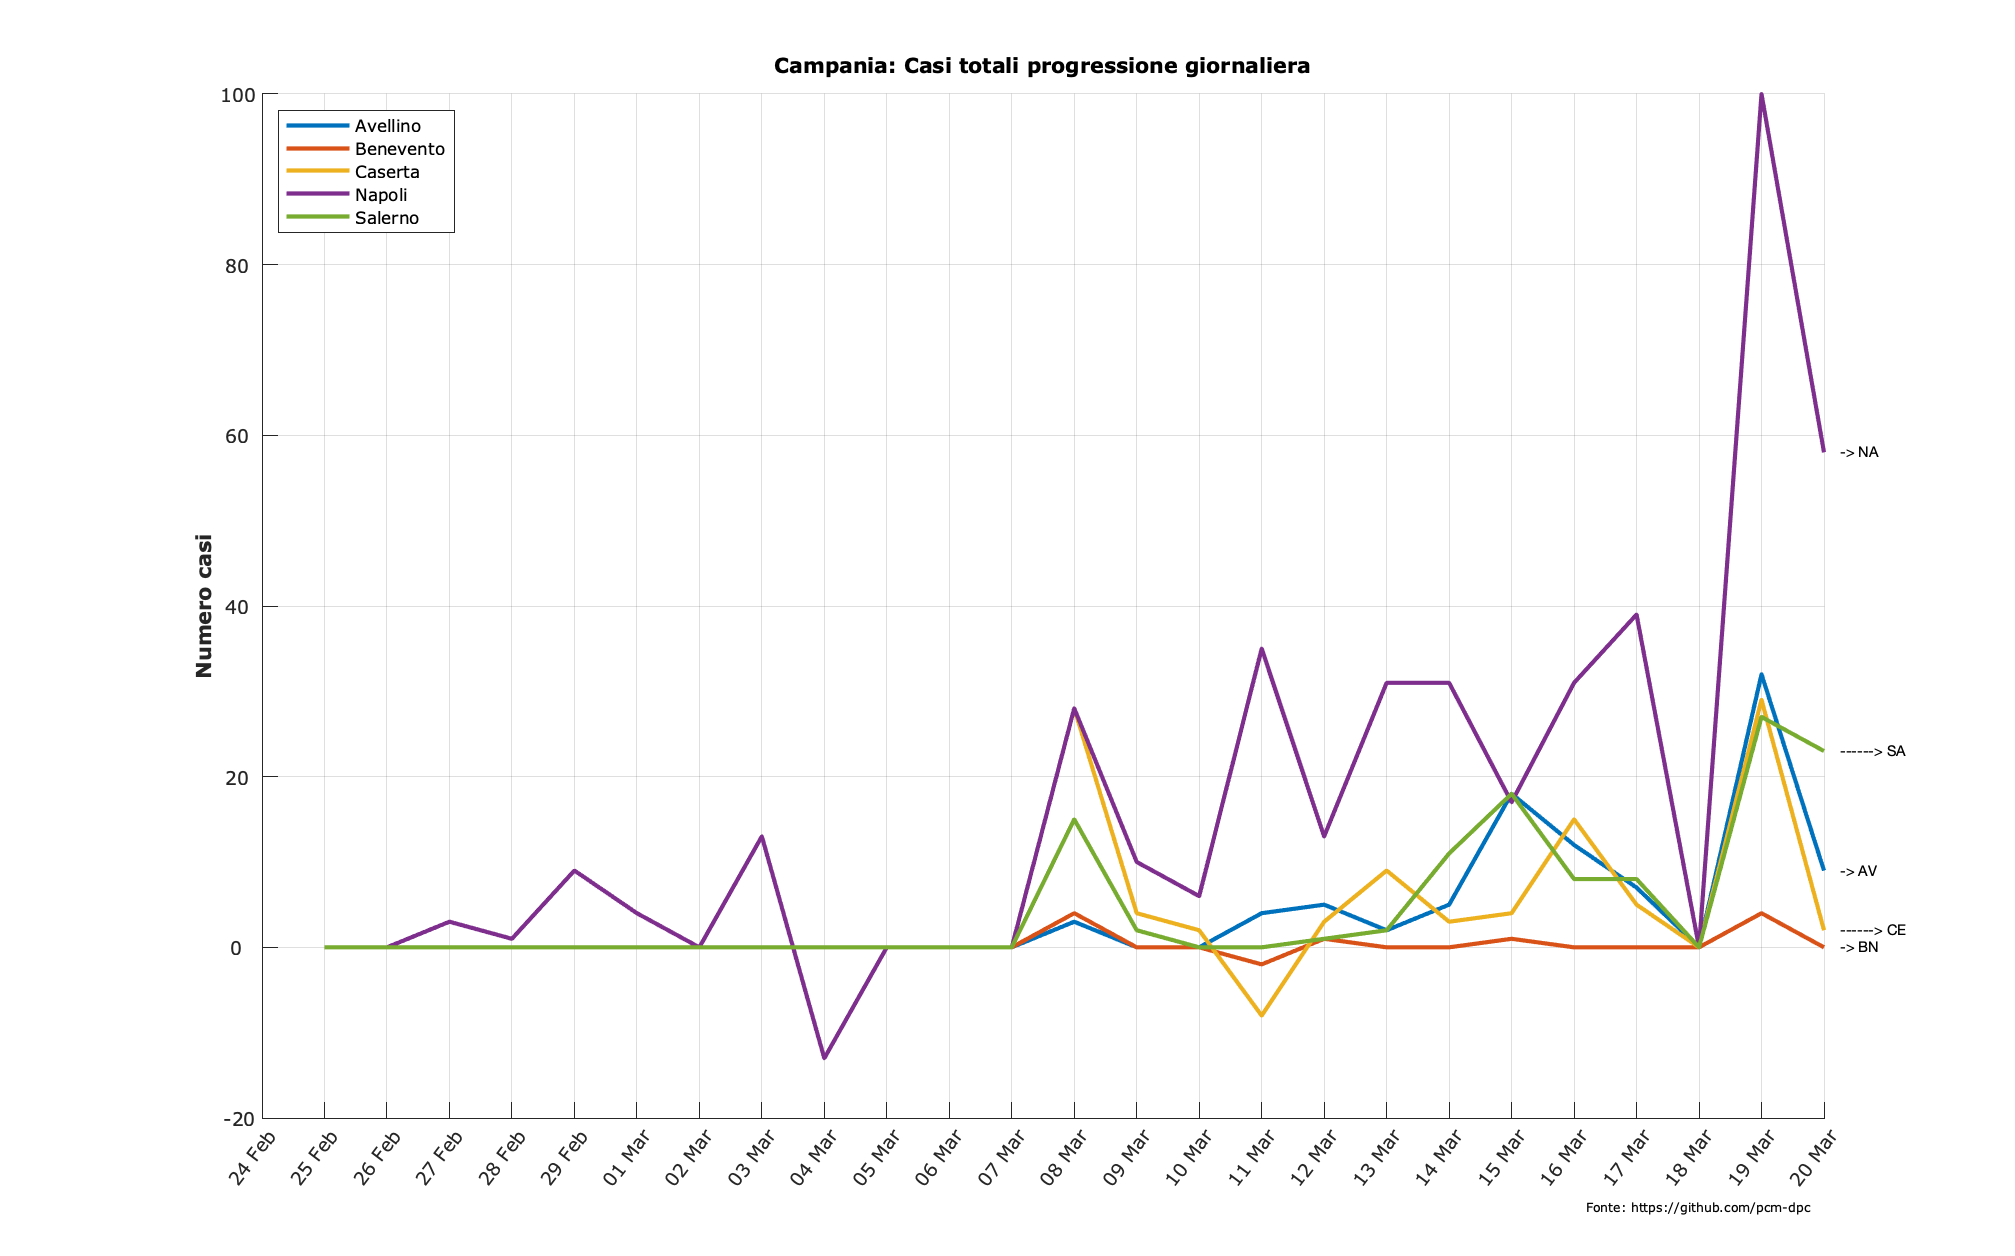 Campania: Casi totali progressione giornaliera
Numero casi
100
80
60
40
20
0
-20
Avellino
Benevento
Caserta
Napoli
Salerno
-> NA
------> SA
-> AV
------> CE
-> BN
24 Feb
25 Feb
26 Feb
27 Feb
28 Feb
29 Feb
01 Mar
02 Mar
03 Mar
04 Mar
05 Mar
06 Mar
07 Mar
08 Mar
09 Mar
10 Mar
11 Mar
12 Mar
13 Mar
14 Mar
15 Mar
16 Mar
17 Mar
18 Mar
19 Mar
20 Mar
Fonte: https://github.com/pcm-dpc